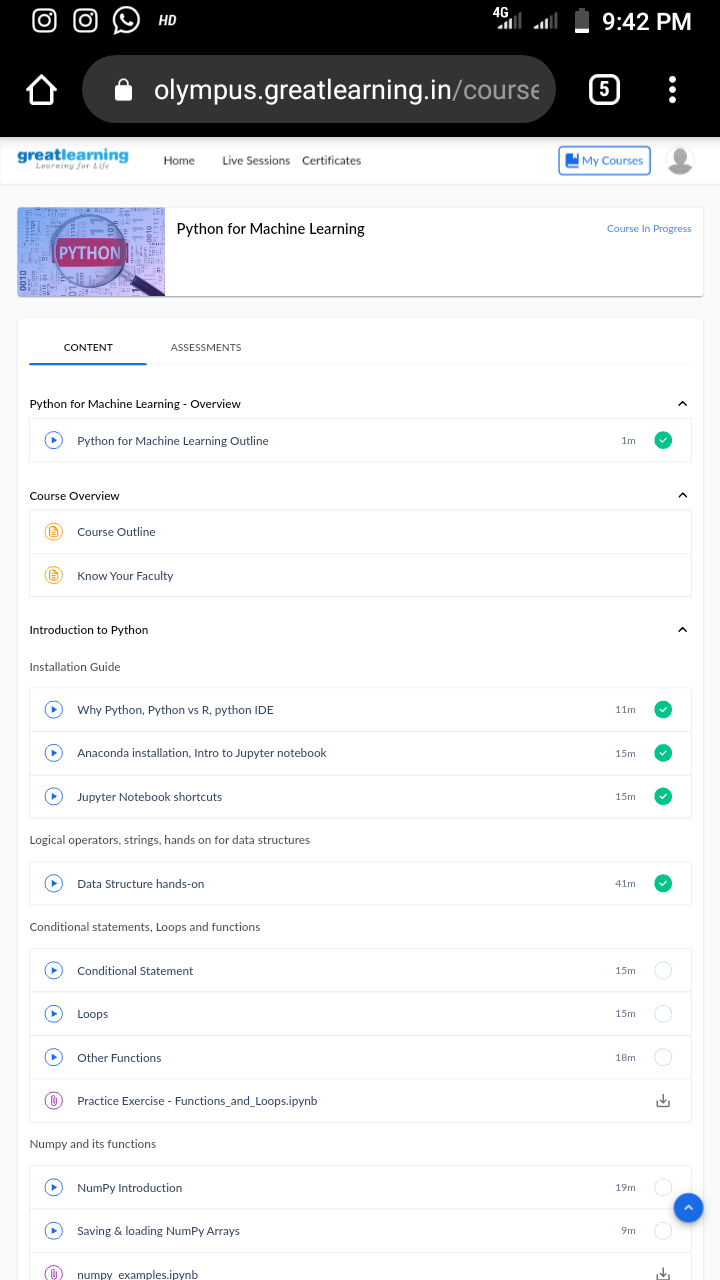 HD 4G 9:42 PM
olympus.greatlearning.in/course 5
greatlearning
Learning for Life
Home Live Sessions Certificates My Courses
PYTHON
Python for Machine Learning Course In Progress
CONTENT ASSESSMENTS
Python for Machine Learning - Overview
Python for Machine Learning Outline 1m
Course Overview
Course Outline
Know Your Faculty
Introduction to Python
Installation Guide
Why Python, Python vs R, python IDE 11m
Anaconda installation, Intro to Jupyter notebook 15m
Jupyter Notebook shortcuts 15m
Logical operators, strings, hands on for data structures
Data Structure hands-on 41m
Conditional statements, Loops and functions
Conditional Statement 15m
Loops 15m
Other Functions 18m
Practice Exercise - Functions_and_Loops.ipynb
Numpy and its functions
NumPy Introduction 19m
Saving & loading NumPy Arrays 9m
numpy_examples.ipynb